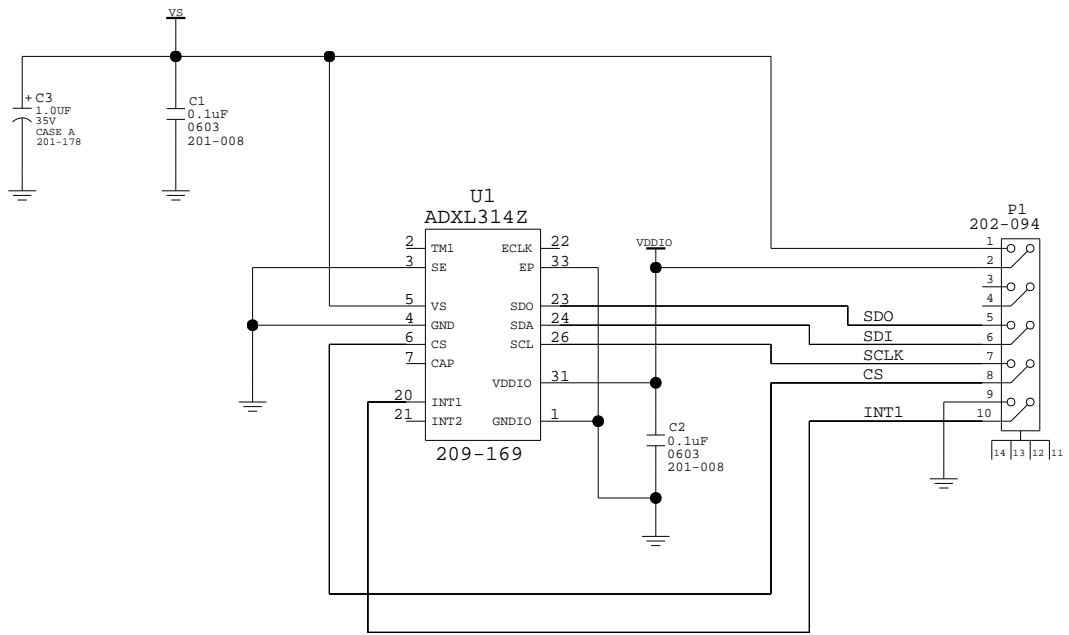 VS
+ C3
1.0UF
35V
CASE A
201-178
C1
0.1uF
0603
201-008
U1
ADXL314Z
2 TM1 ECLK 22
3 SE EP 33
5 VS SDO 23
4 GND SDA 24
6 CS SCL 26
7 CAP
VDDIO 31
20 INT1
21 INT2 GNDIO 1
209-169
VDDIO
C2
0.1uF
0603
201-008
P1
202-094
1
2
3
4
SDO 5
SDI 6
SCLK 7
CS 8
9
INT1 10
14 13 12 11